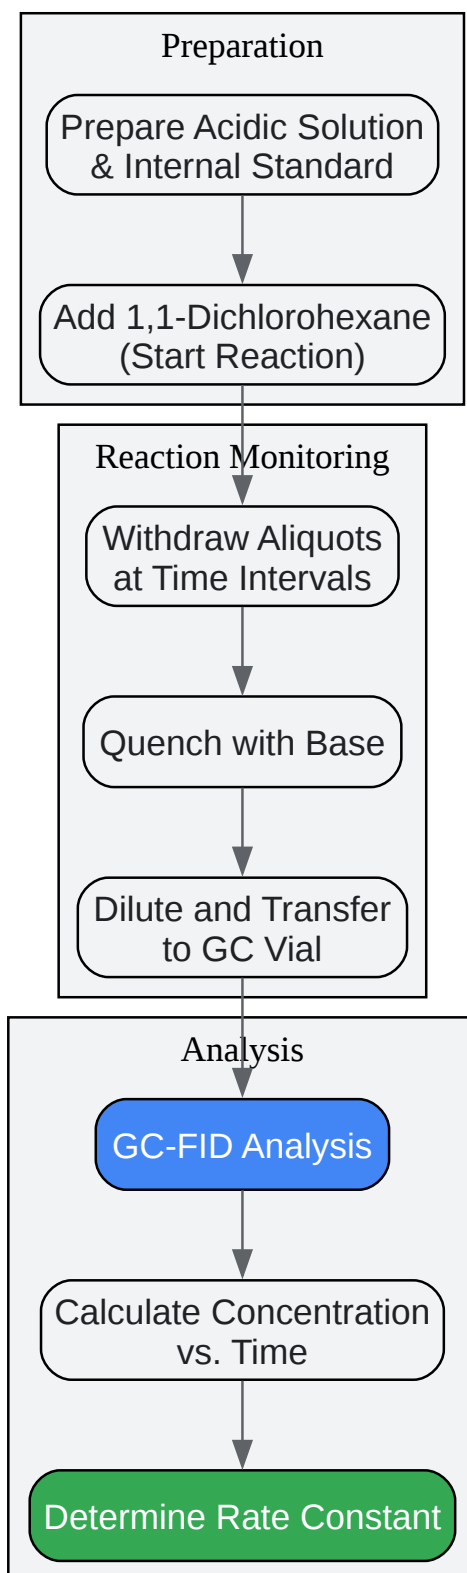 Preparation
Prepare Acidic Solution
& Internal Standard
Add 1,1-Dichlorohexane
(Start Reaction)
Reaction Monitoring
Withdraw Aliquots
at Time Intervals
Quench with Base
Dilute and Transfer
to GC Vial
Analysis
GC-FID Analysis
Calculate Concentration
vs. Time
Determine Rate Constant